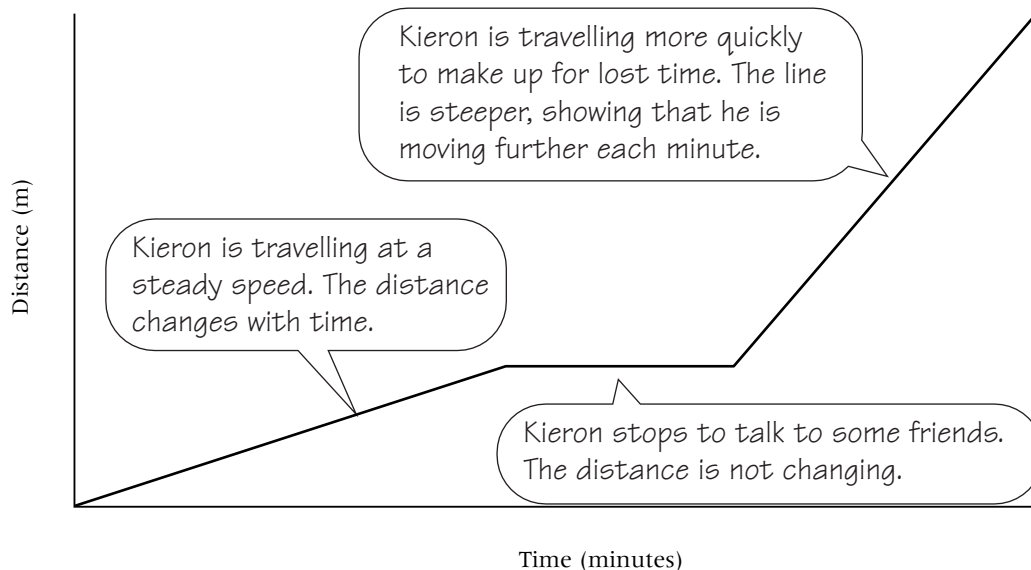 Kieron is travelling more quickly
to make up for lost time. The line
is steeper, showing that he is
moving further each minute.
Distance (m)
Kieron is travelling at a
steady speed. The distance
changes with time.
Kieron stops to talk to some friends.
The distance is not changing.
Time (minutes)